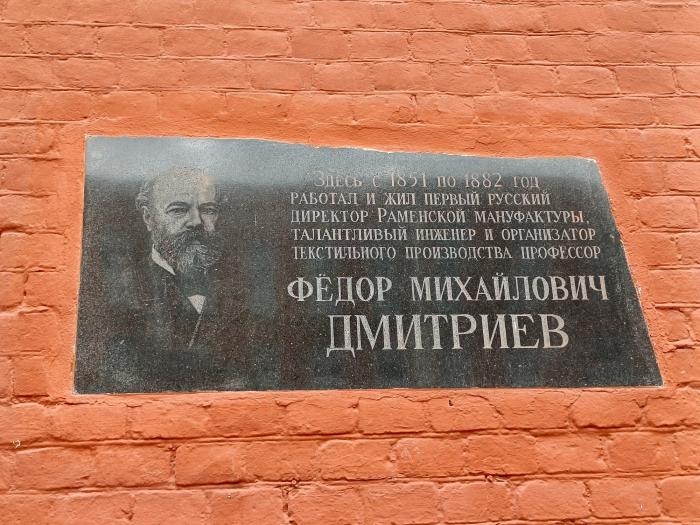 Здесь с 1851 по 1882 год
работал и жил первый русский
директор Раменской мануфактуры,
талантливый инженер и организатор
текстильного производства профессор
ФЁДОР МИХАЙЛОВИЧ
ДМИТРИЕВ